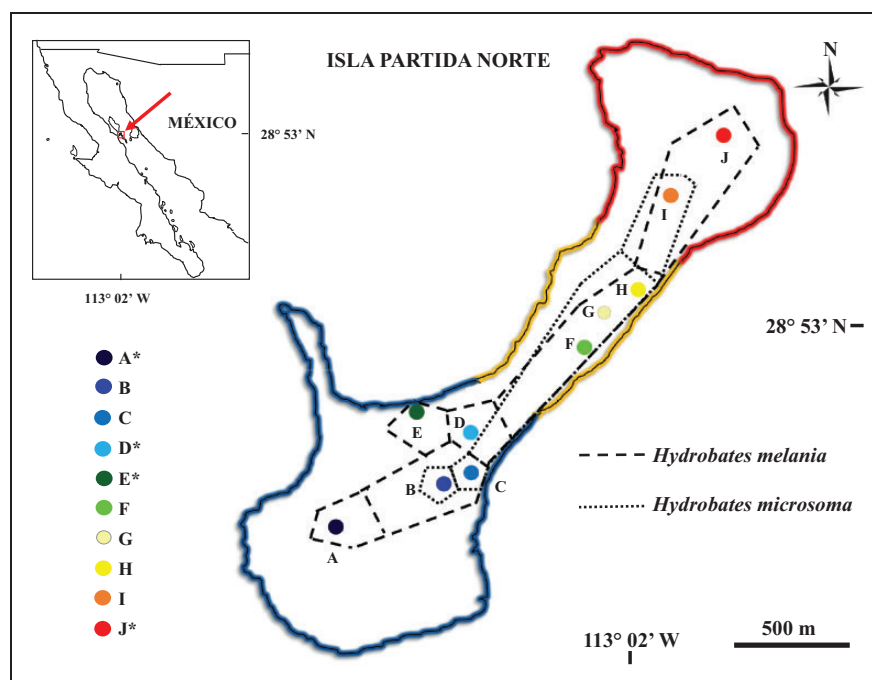 ISLA PARTIDA NORTE
N
MÉXICO
28° 53' N
113° 02' W
J
I
H
G
F
28° 53' N
A*
B
C
D*
E*
F
G
H
I
J*
E
D
B
C
A
Hydrobates melania
Hydrobates microsoma
113° 02' W
500 m